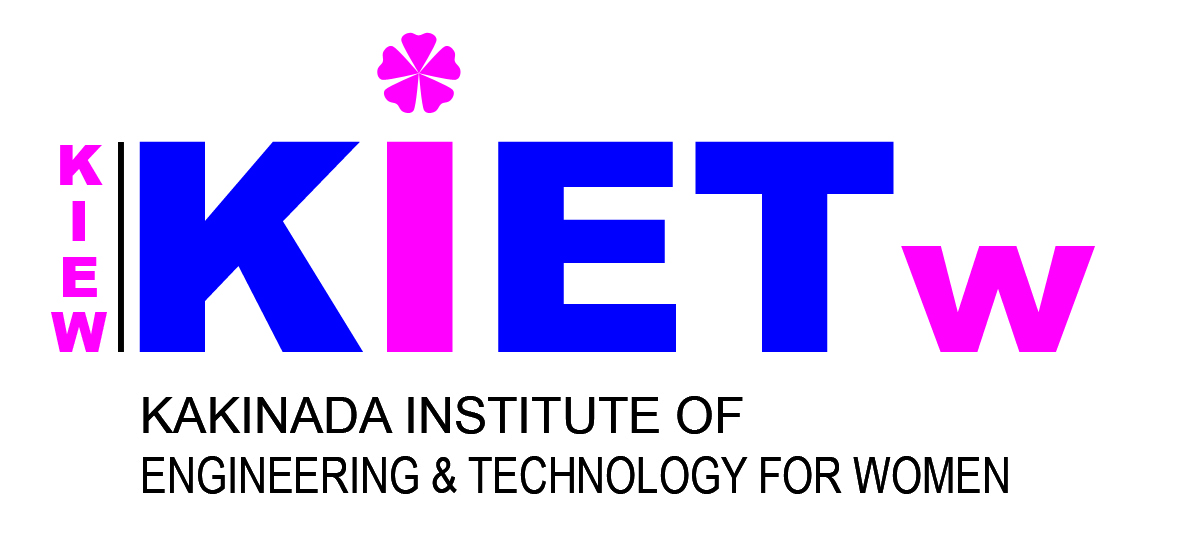 KIEW
KiETw
KAKINADA INSTITUTE OF
ENGINEERING & TECHNOLOGY FOR WOMEN